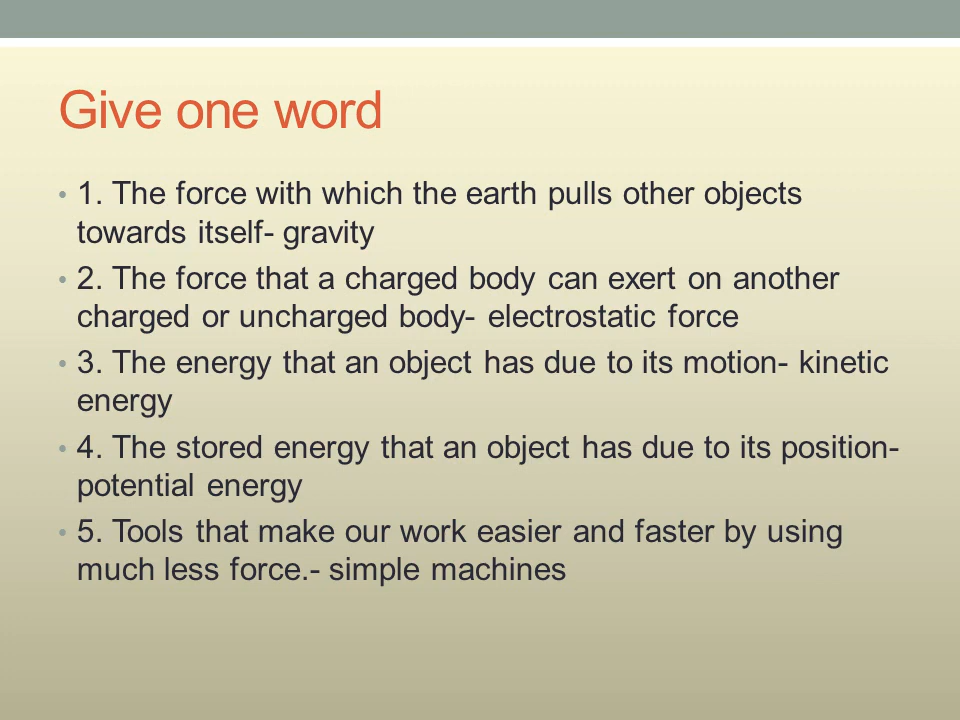 Give one word
• 1. The force with which the earth pulls other objects
towards itself- gravity
• 2. The force that a charged body can exert on another
charged or uncharged body- electrostatic force
• 3. The energy that an object has due to its motion- kinetic
energy
• 4. The stored energy that an object has due to its position-
potential energy
• 5. Tools that make our work easier and faster by using
much less force.- simple machines